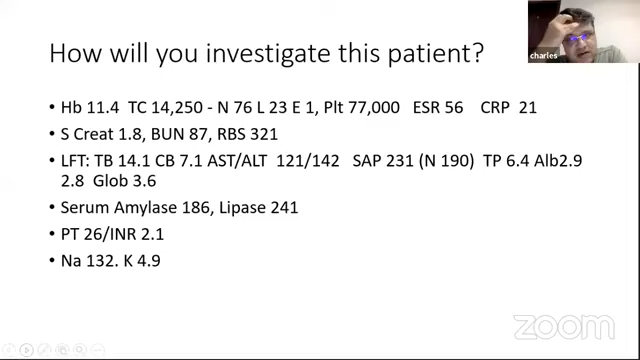 charles
How will you investigate this patient?
• Hb 11.4 TC 14,250 - N 76 L 23 E 1, Plt 77,000 ESR 56 CRP 21
• S Creat 1.8, BUN 87, RBS 321
• LFT: TB 14.1 CB 7.1 AST/ALT 121/142 SAP 231 (N 190) TP 6.4 Alb2.9
2.8 Glob 3.6
• Serum Amylase 186, Lipase 241
• PT 26/INR 2.1
• Na 132. K 4.9
zoom